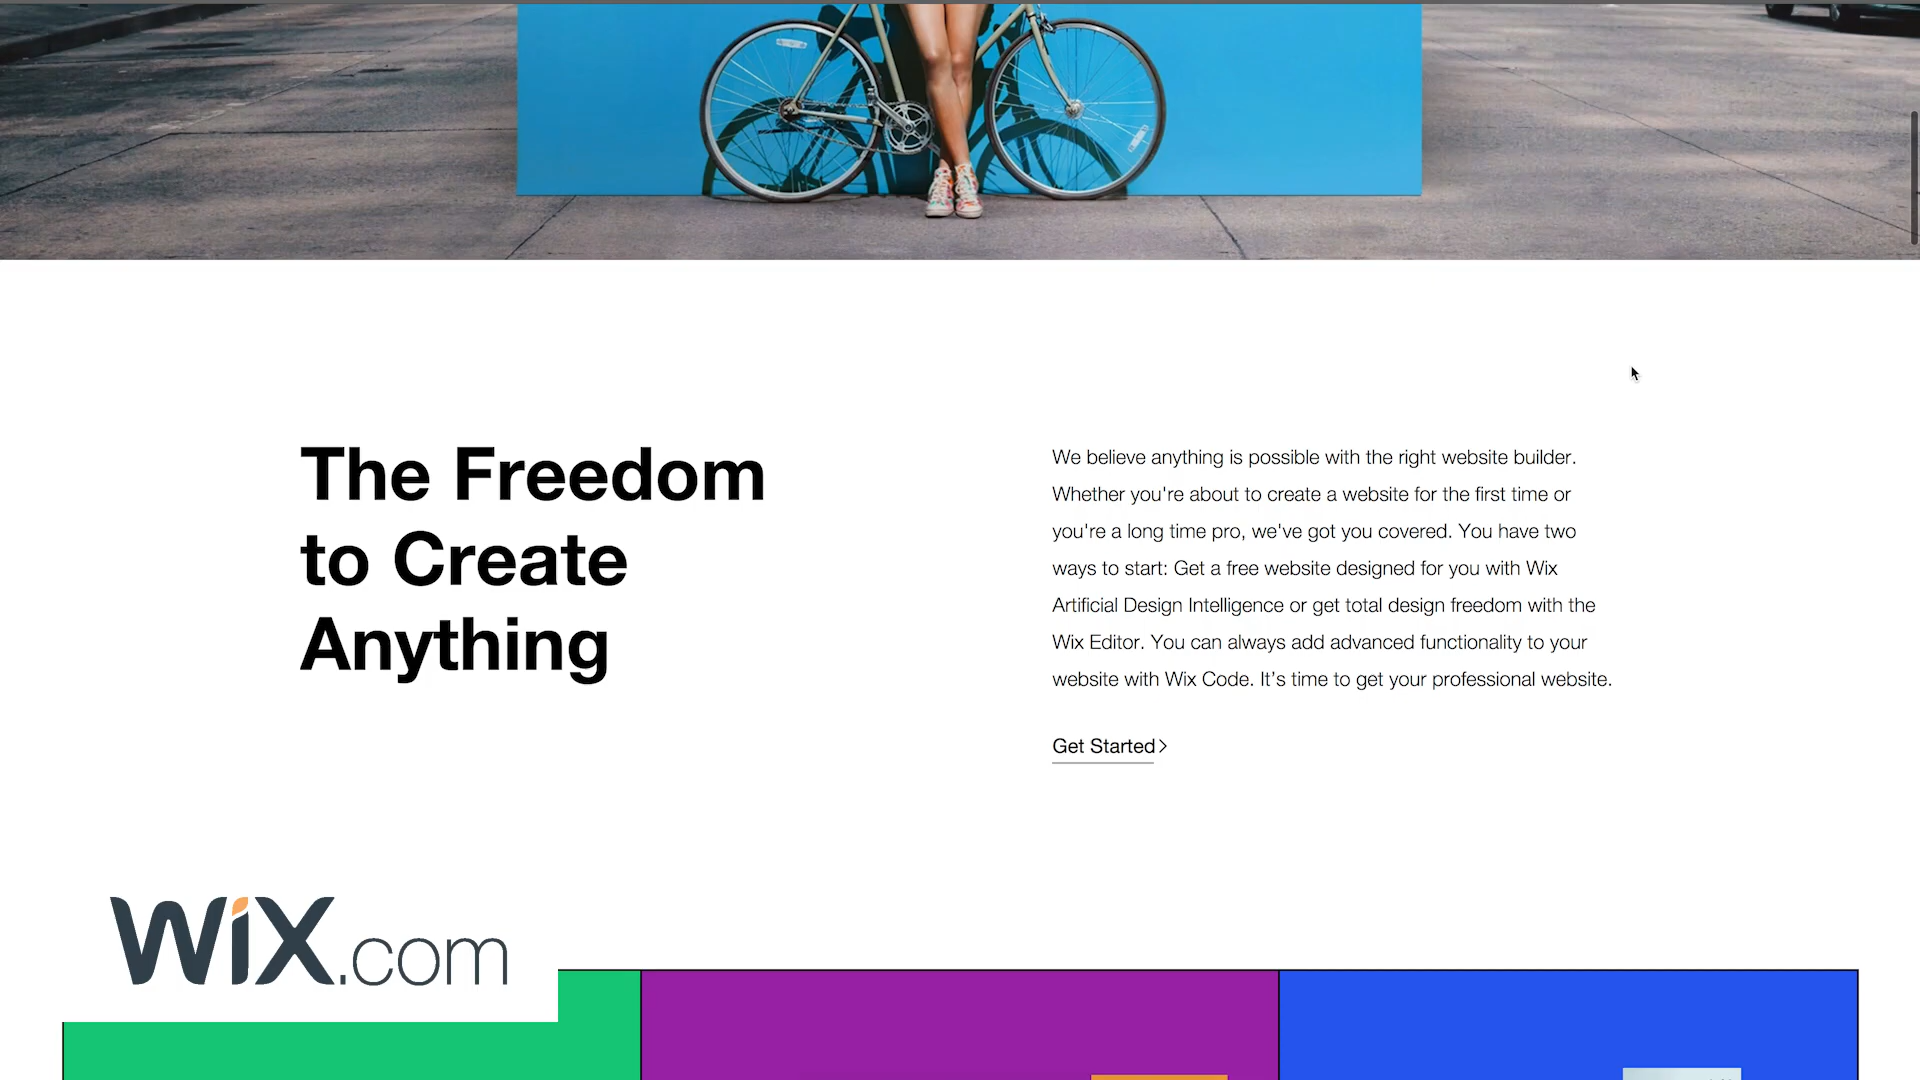 The Freedom
to Create
Anything
We believe anything is possible with the right website builder.
Whether you're about to create a website for the first time or
you're a long time pro, we've got you covered. You have two
ways to start: Get a free website designed for you with Wix
Artificial Design Intelligence or get total design freedom with the
Wix Editor. You can always add advanced functionality to your
website with Wix Code. It’s time to get your professional website.
Get Started>
WiX.com